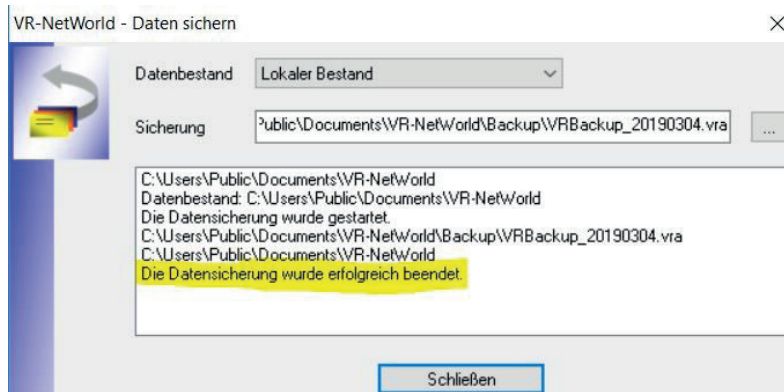 VR-NetWorld - Daten sichern
Datenbestand Lokaler Bestand
Sicherung Public\Documents\VR-NetWorld\Backup\VRBackup_20190304.vra ...
C:\Users\Public\Documents\VR-NetWorld
Datenbestand: C:\Users\Public\Documents\VR-NetWorld
Die Datensicherung wurde gestartet.
C:\Users\Public\Documents\VR-NetWorld\Backup\VRBackup_20190304.vra
C:\Users\Public\Documents\VR-NetWorld
Die Datensicherung wurde erfolgreich beendet.
Schließen